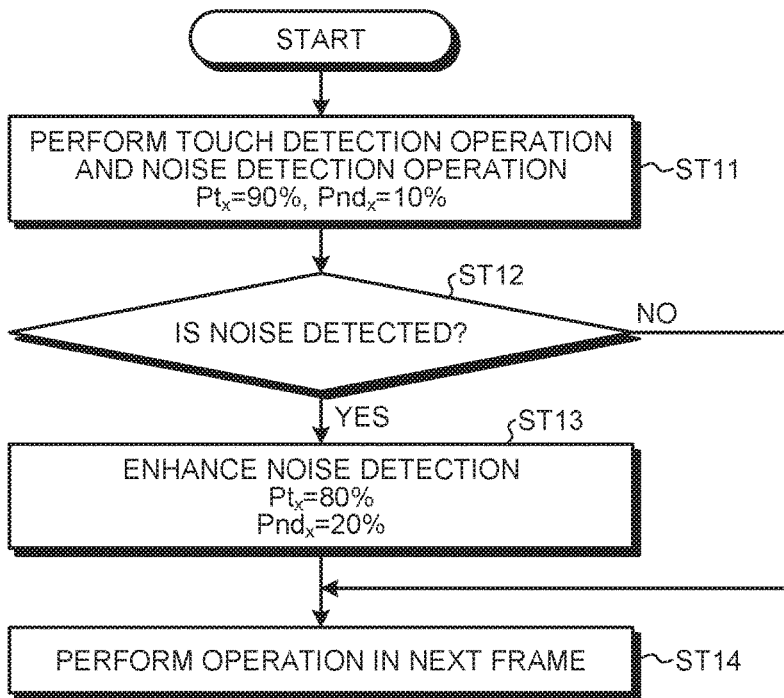 START
PERFORM TOUCH DETECTION OPERATION
AND NOISE DETECTION OPERATION
Ptₓ=90%, Pndₓ=10%
ST11
ST12
IS NOISE DETECTED?
NO
YES
ST13
ENHANCE NOISE DETECTION
Ptₓ=80%
Pndₓ=20%
PERFORM OPERATION IN NEXT FRAME
ST14